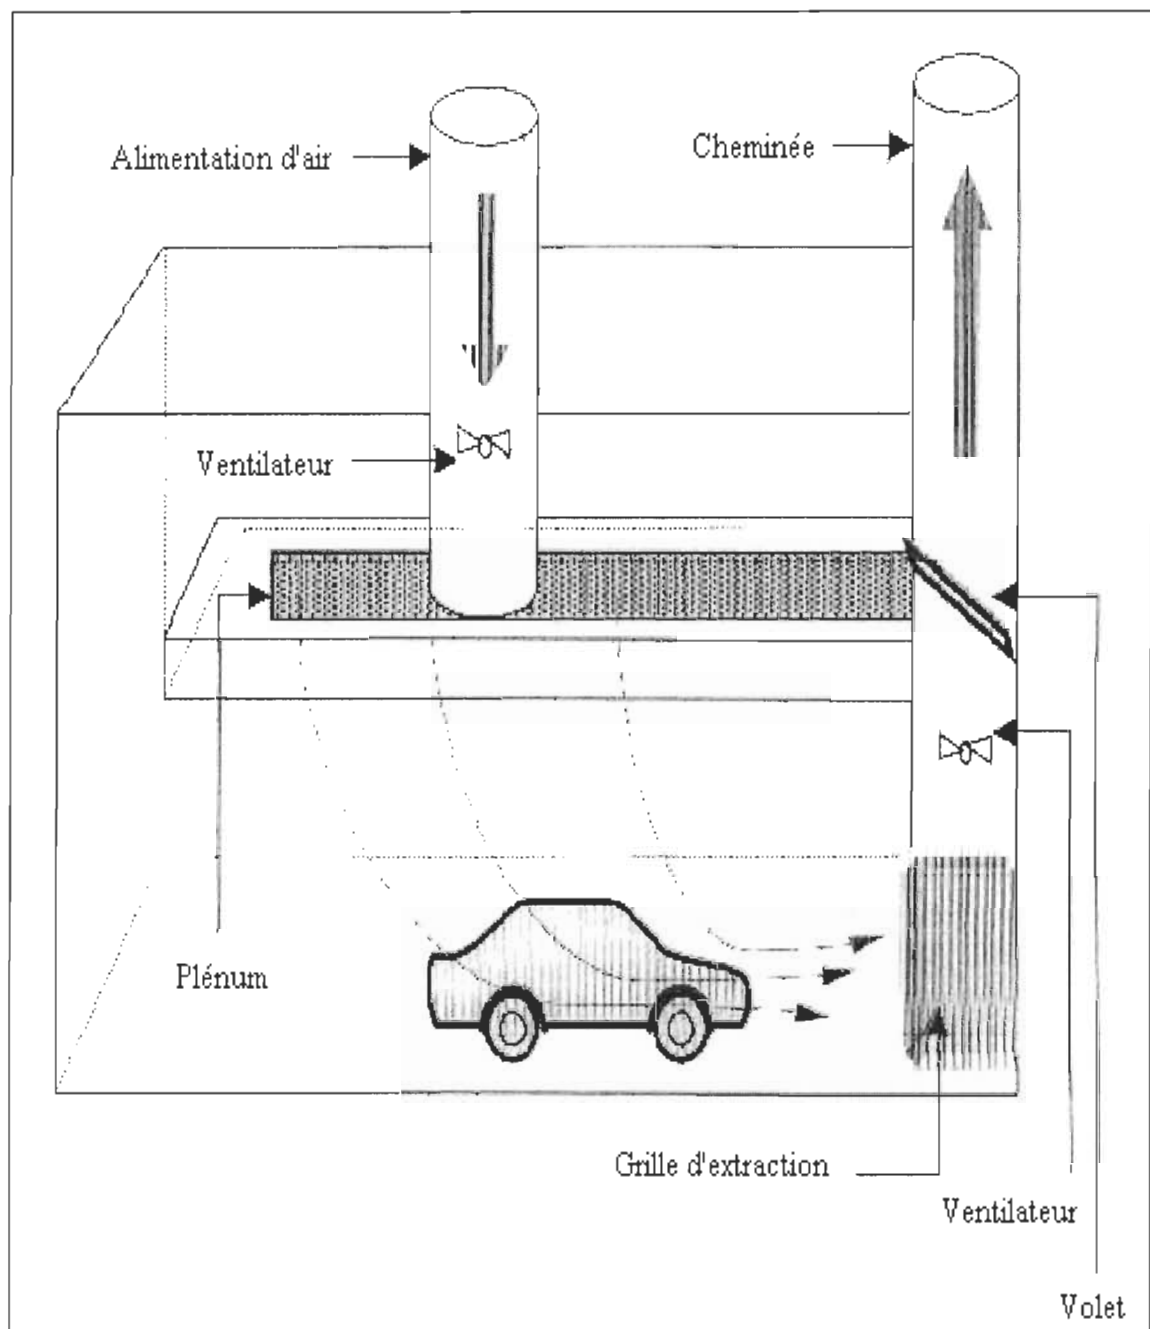 Alimentation d'air
Cheminée
Ventilateur
Plénum
Grille d'extraction
Ventilateur
Volet